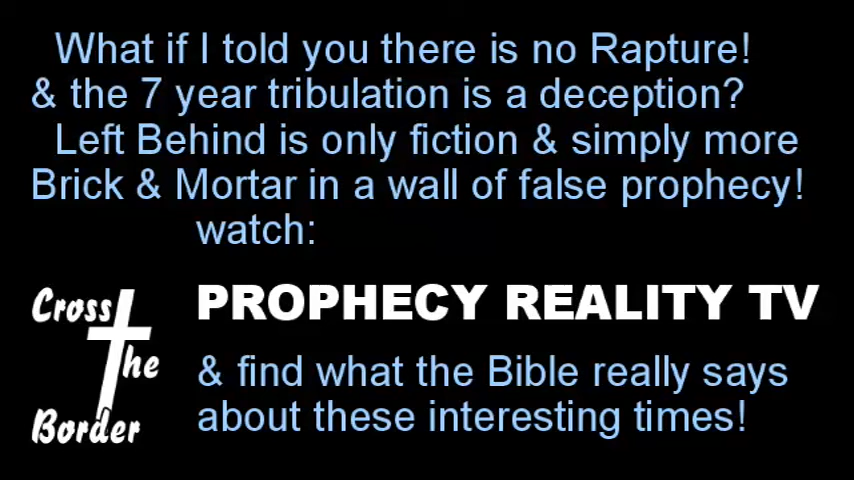 What if I told you there is no Rapture!
& the 7 year tribulation is a deception?
Left Behind is only fiction & simply more
Brick & Mortar in a wall of false prophecy!
watch:
Cross
The
Border
PROPHECY REALITY TV
& find what the Bible really says
about these interesting times!